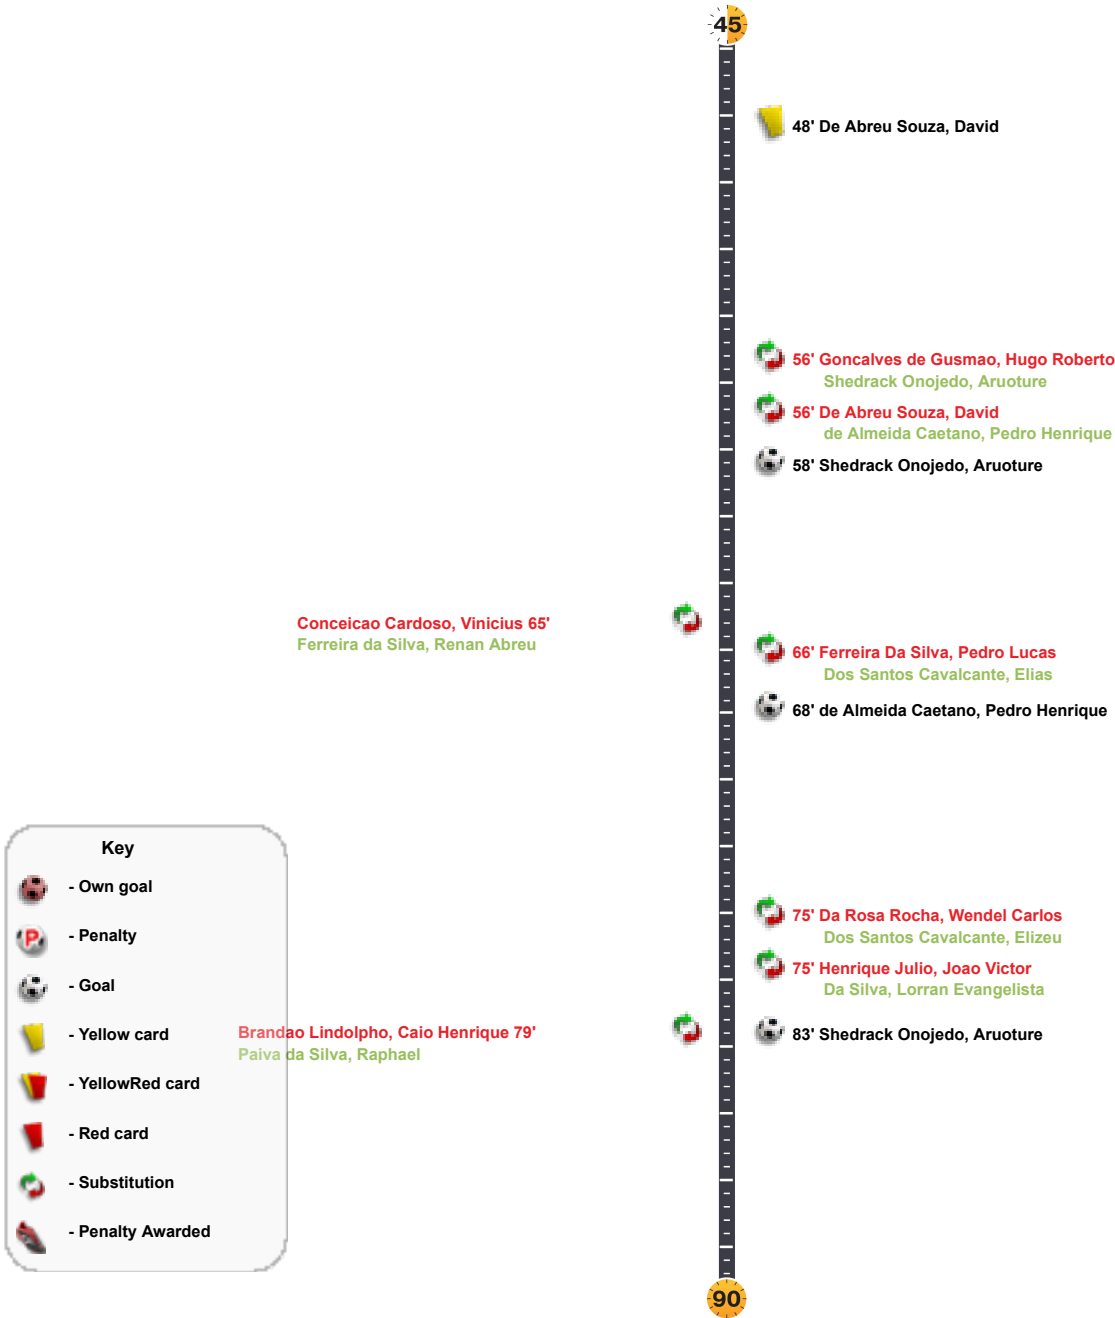 45
48' De Abreu Souza, David
56' Goncalves de Gusmao, Hugo Roberto
Shedrack Onojedo, Aruoture
56' De Abreu Souza, David
de Almeida Caetano, Pedro Henrique
58' Shedrack Onojedo, Aruoture
Conceicao Cardoso, Vinicius 65'
Ferreira da Silva, Renan Abreu
66' Ferreira Da Silva, Pedro Lucas
Dos Santos Cavalcante, Elias
68' de Almeida Caetano, Pedro Henrique
75' Da Rosa Rocha, Wendel Carlos
Dos Santos Cavalcante, Elizeu
75' Henrique Julio, Joao Victor
Da Silva, Lorran Evangelista
Brandao Lindolpho, Caio Henrique 79'
Paiva da Silva, Raphael
83' Shedrack Onojedo, Aruoture
90
Key
- Own goal
P
- Penalty
- Goal
- Yellow card
- YellowRed card
- Red card
- Substitution
- Penalty Awarded